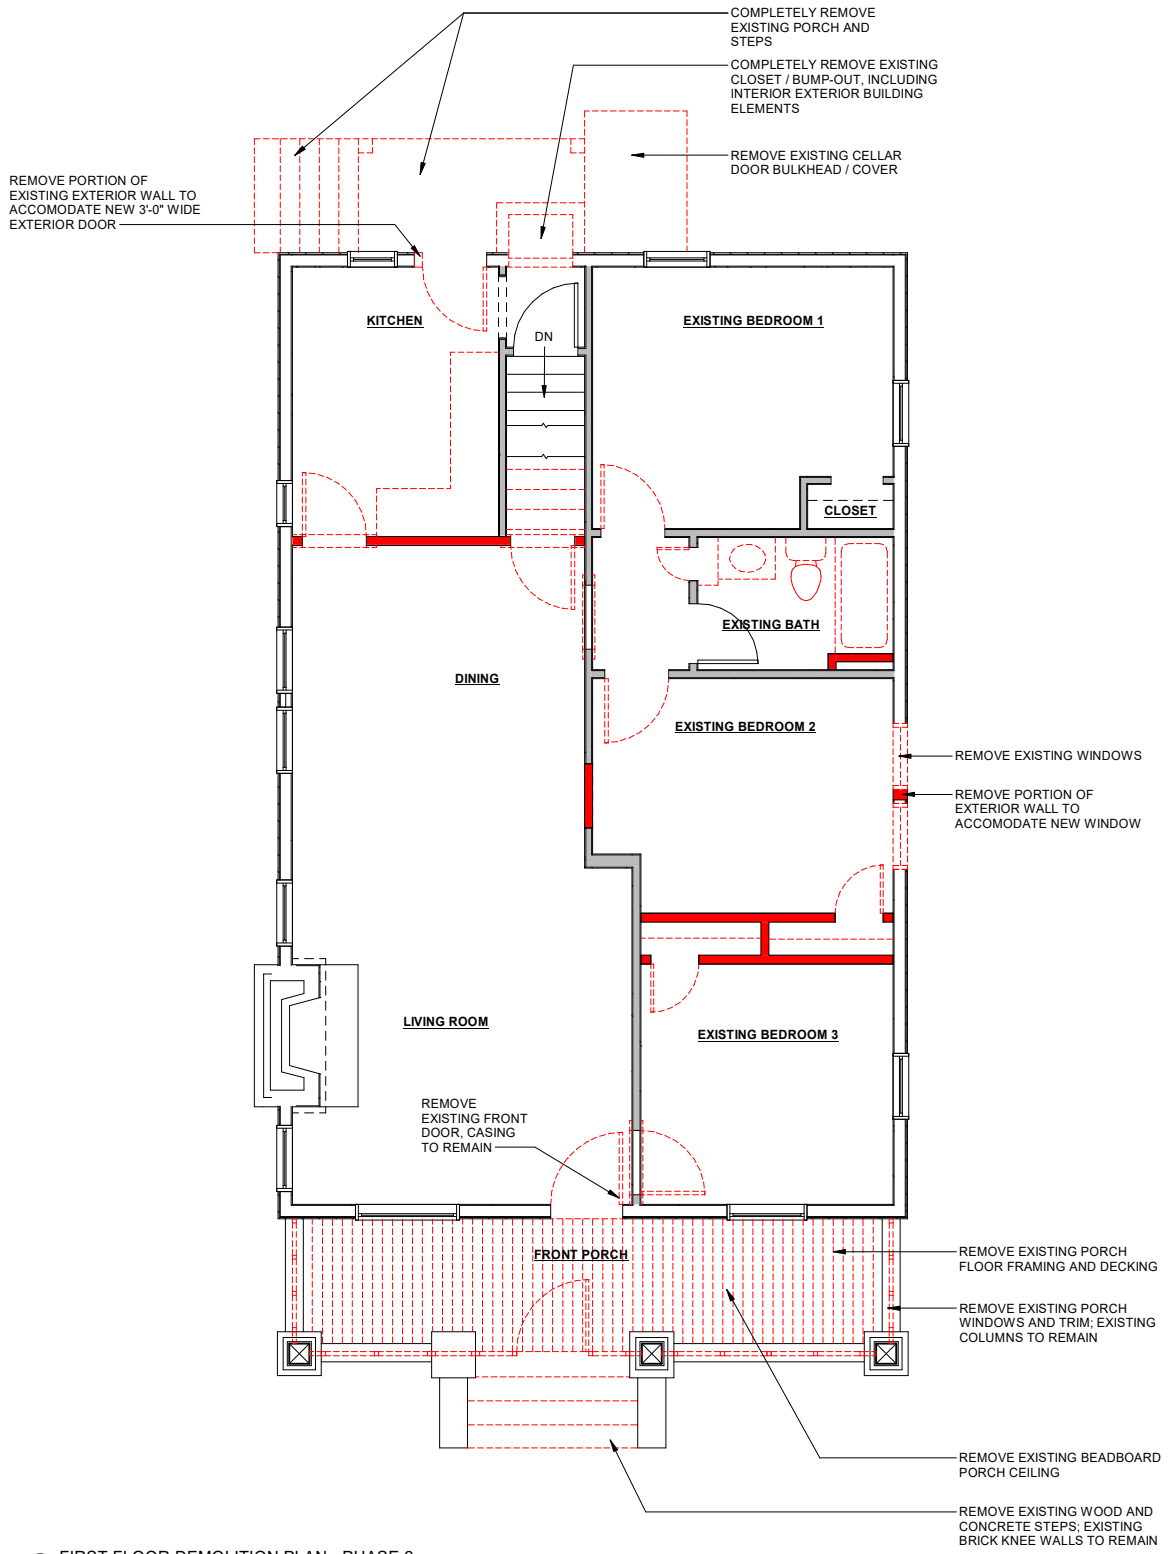 COMPLETELY REMOVE
EXISTING PORCH AND
STEPS
COMPLETELY REMOVE EXISTING
CLOSET / BUMP-OUT, INCLUDING
INTERIOR EXTERIOR BUILDING
ELEMENTS
REMOVE EXISTING CELLAR
DOOR BULKHEAD / COVER
REMOVE PORTION OF
EXISTING EXTERIOR WALL TO
ACCOMODATE NEW 3'-0" WIDE
EXTERIOR DOOR
KITCHEN
EXISTING BEDROOM 1
DN
CLOSET
EXISTING BATH
DINING
EXISTING BEDROOM 2
REMOVE EXISTING WINDOWS
REMOVE PORTION OF
EXTERIOR WALL TO
ACCOMODATE NEW WINDOW
LIVING ROOM
EXISTING BEDROOM 3
REMOVE
EXISTING FRONT
DOOR, CASING
TO REMAIN
FRONT PORCH
REMOVE EXISTING PORCH
FLOOR FRAMING AND DECKING
REMOVE EXISTING PORCH
WINDOWS AND TRIM; EXISTING
COLUMNS TO REMAIN
REMOVE EXISTING BEADBOARD
PORCH CEILING
REMOVE EXISTING WOOD AND
CONCRETE STEPS; EXISTING
BRICK KNEE WALLS TO REMAIN
FIRST FLOOR DEMOLITION PLAN - PHASE